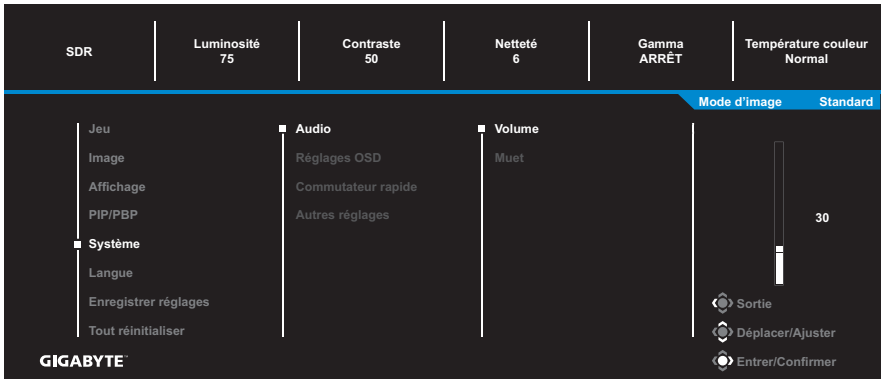 SDR
Luminosité
75
Contraste
50
Netteté
6
Gamma
ARRÊT
Température couleur
Normal
Mode d'image Standard
Jeu
Image
Affichage
PIP/PBP
Système
Langue
Enregistrer réglages
Tout réinitialiser
Audio
Réglages OSD
Commutateur rapide
Autres réglages
Volume
Muet
30
Sortie
Déplacer/Ajuster
Entrer/Confirmer
GIGABYTE™